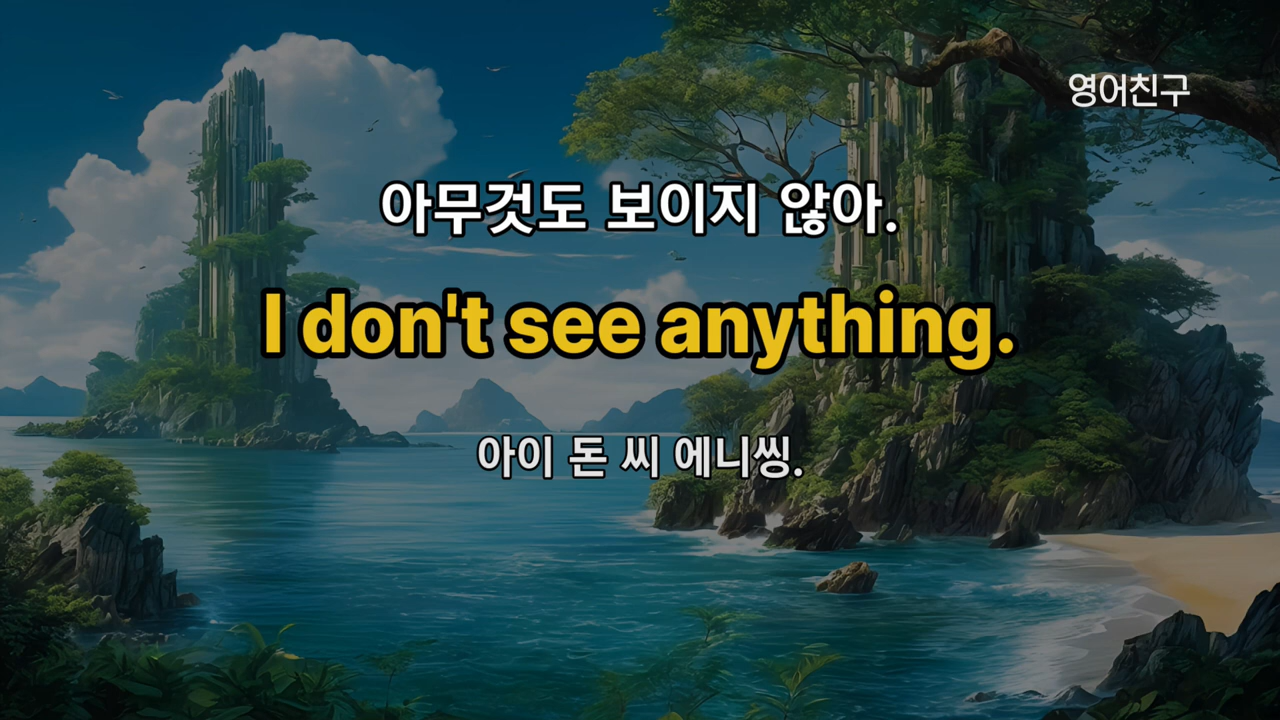 영어친구
아무것도 보이지 않아.
I don't see anything.
아이 돈 씨 에니씽.